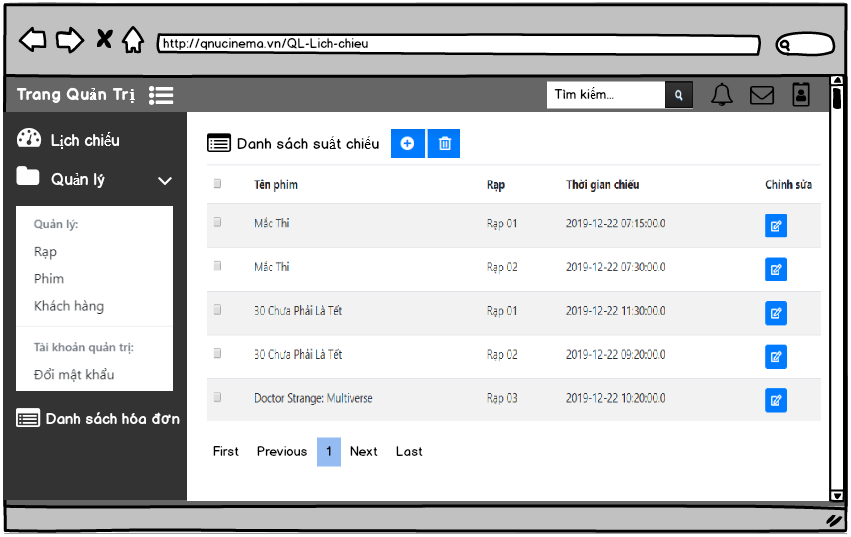 http://qnucinema.vn/QL-Lich-chieu
Trang Quản Trị
Tìm kiếm...
Lịch chiếu
Quản lý
Quản lý:
Rạp
Phim
Khách hàng
Tài khoản quản trị:
Đổi mật khẩu
Danh sách hóa đơn
Danh sách suất chiếu
Tên phim Rạp Thời gian chiếu Chỉnh sửa
Mắc Thi Rạp 01 2019-12-22 07:15:00.0
Mắc Thi Rạp 02 2019-12-22 07:30:00.0
30 Chưa Phải Là Tết Rạp 01 2019-12-22 11:30:00.0
30 Chưa Phải Là Tết Rạp 02 2019-12-22 09:20:00.0
Doctor Strange: Multiverse Rạp 03 2019-12-22 10:20:00.0
First Previous 1 Next Last